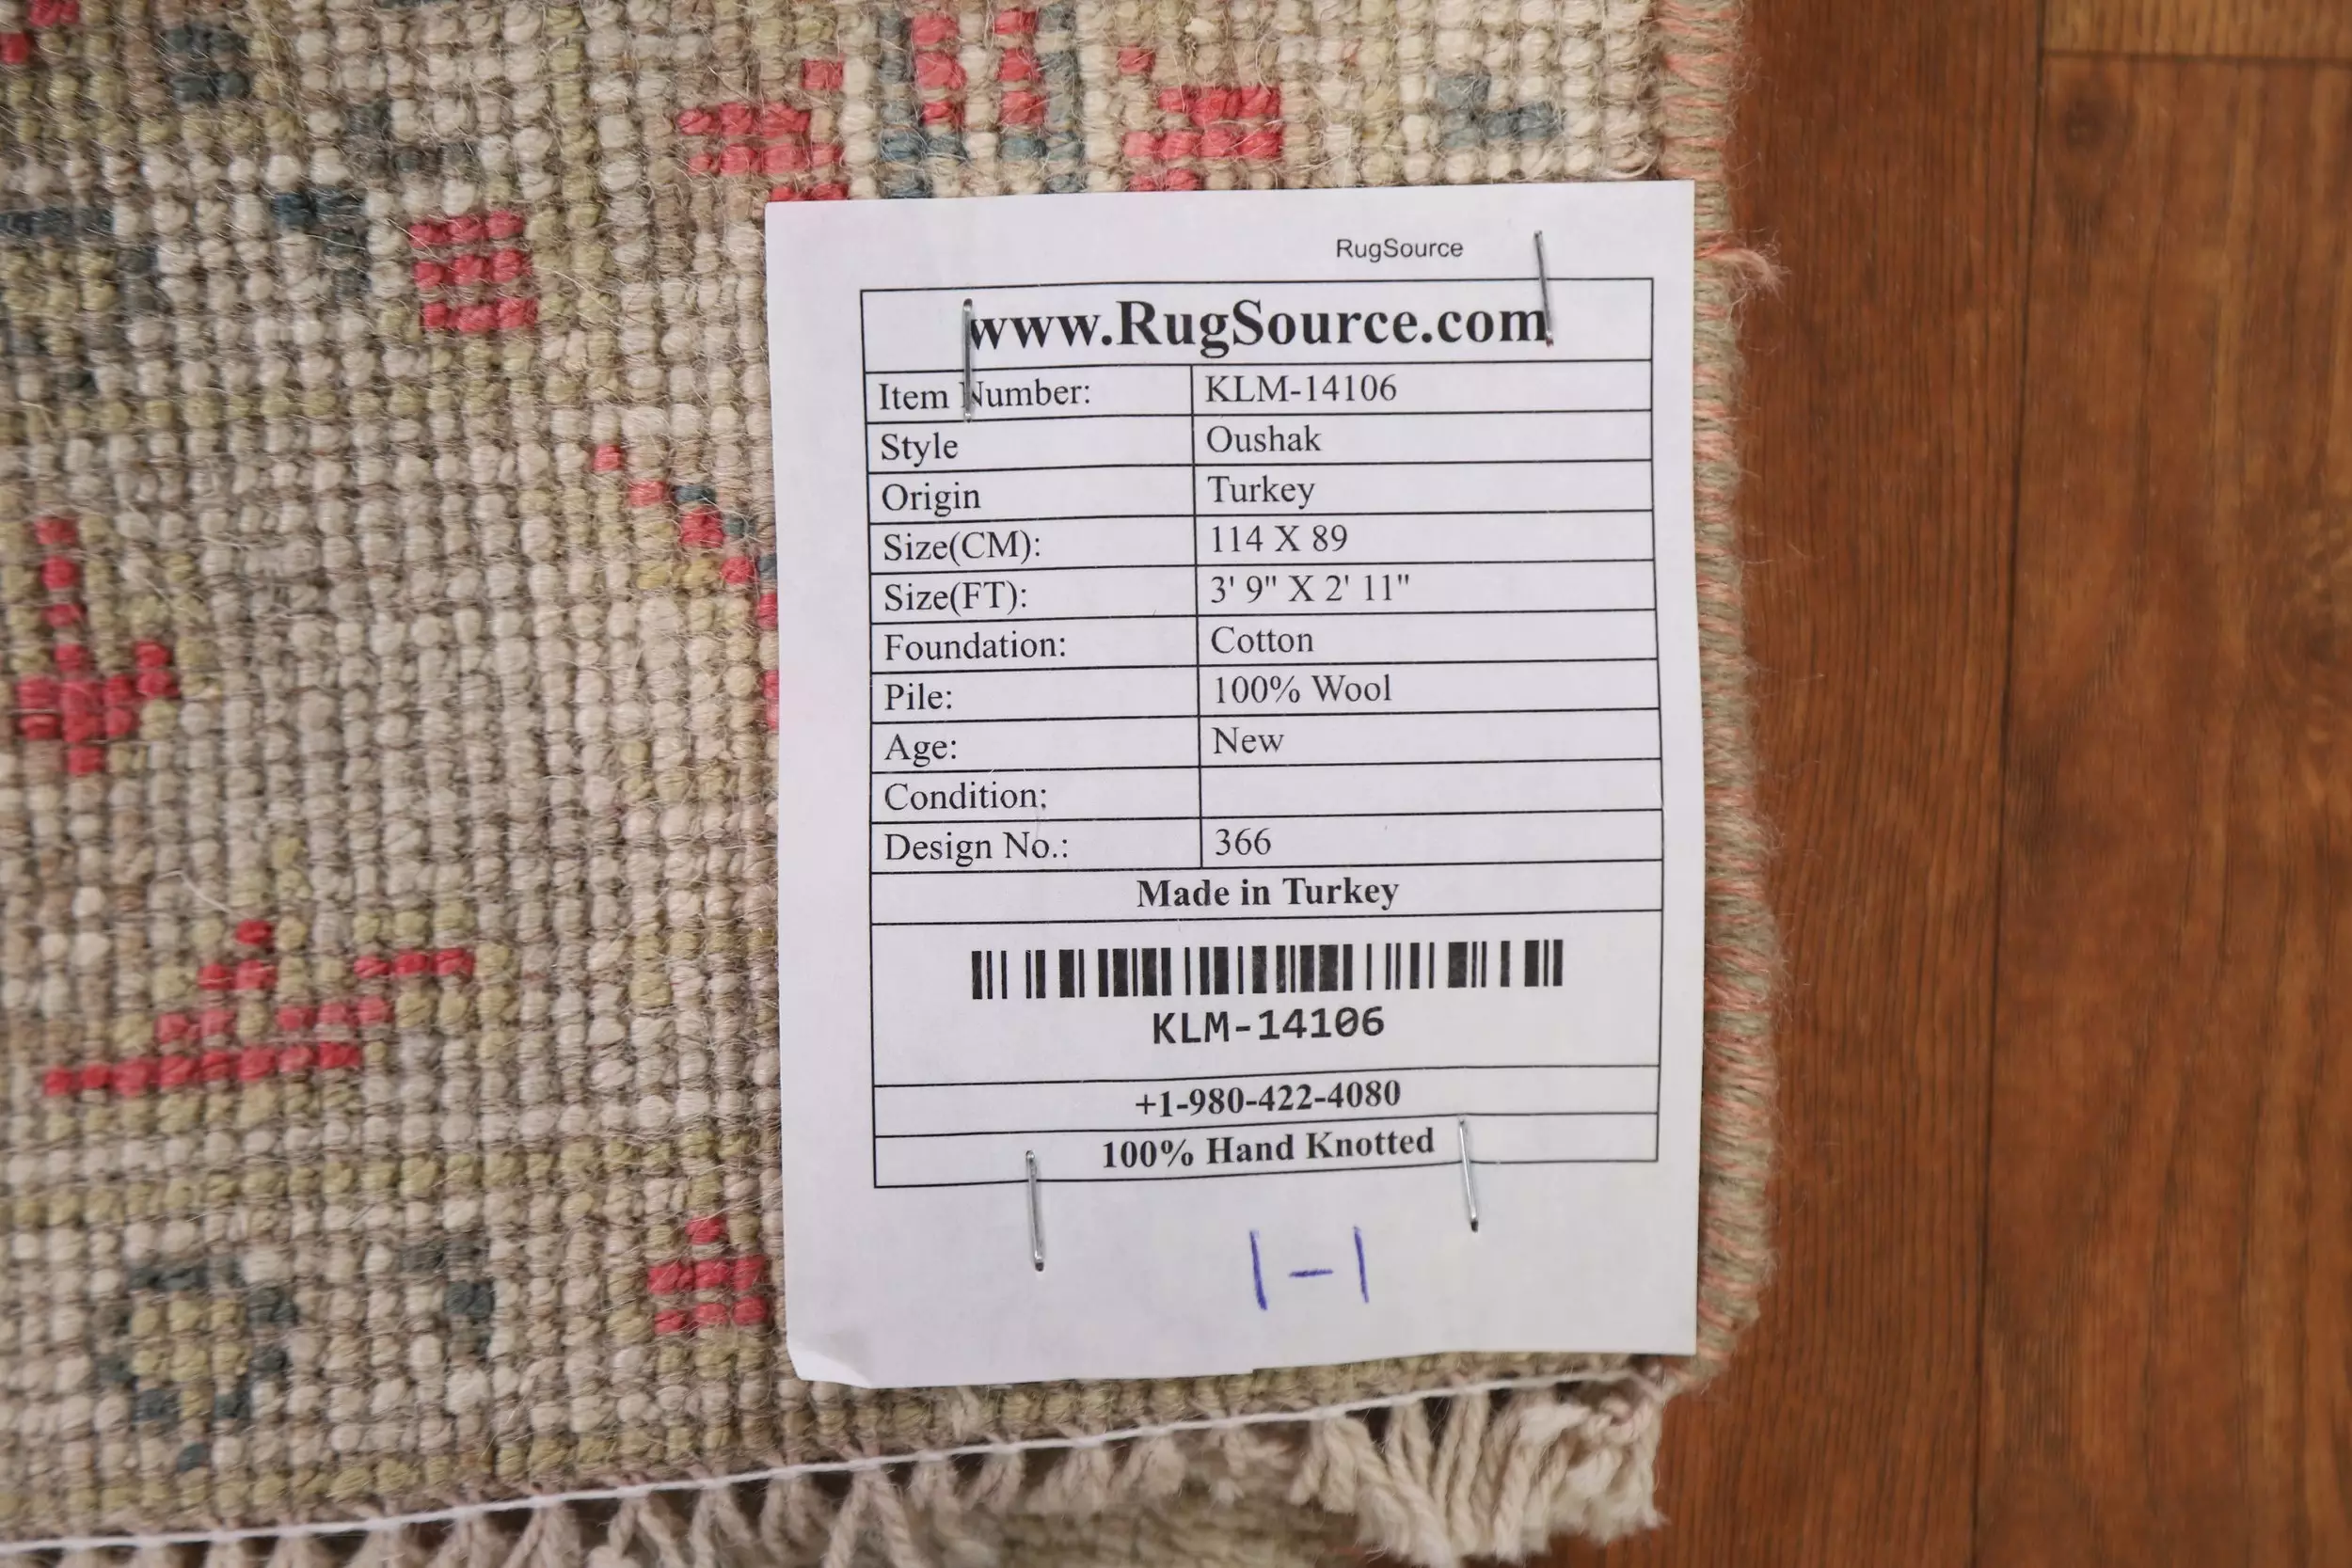 RugSource
www.RugSource.com
Item Number: KLM-14106
Style Oushak
Origin Turkey
Size(CM): 114 X 89
Size(FT): 3' 9" X 2' 11"
Foundation: Cotton
Pile: 100% Wool
Age: New
Condition:
Design No.: 366
Made in Turkey
KLM-14106
+1-980-422-4080
100% Hand Knotted
1-1